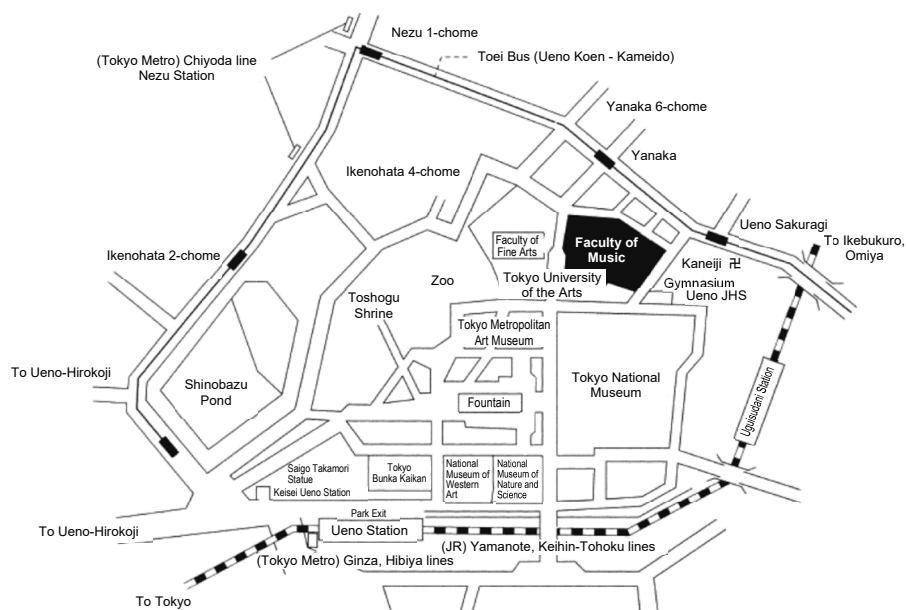 Nezu 1-chome
(Tokyo Metro) Chiyoda line
Nezu Station
Toei Bus (Ueno Koen - Kameido)
Yanaka 6-chome
Yanaka
Ikenohata 4-chome
Ueno Sakuragi
To Ikebukuro,
Omiya
Faculty of
Fine Arts
Faculty of
Music
Ikenohata 2-chome
Kaneiji 卍
Gymnasium
Ueno JHS
Zoo
Tokyo University
of the Arts
Toshogu
Shrine
Tokyo Metropolitan
Art Museum
To Ueno-Hirokoji
Shinobazu
Pond
Tokyo National
Museum
Uguisudani Station
Fountain
Saigo Takamori
Statue
Keisei Ueno Station
Tokyo
Bunka Kaikan
National
Museum of
Western
Art
National
Museum of
Nature and
Science
Park Exit
To Ueno-Hirokoji
Ueno Station
(JR) Yamanote, Keihin-Tohoku lines
(Tokyo Metro) Ginza, Hibiya lines
To Tokyo